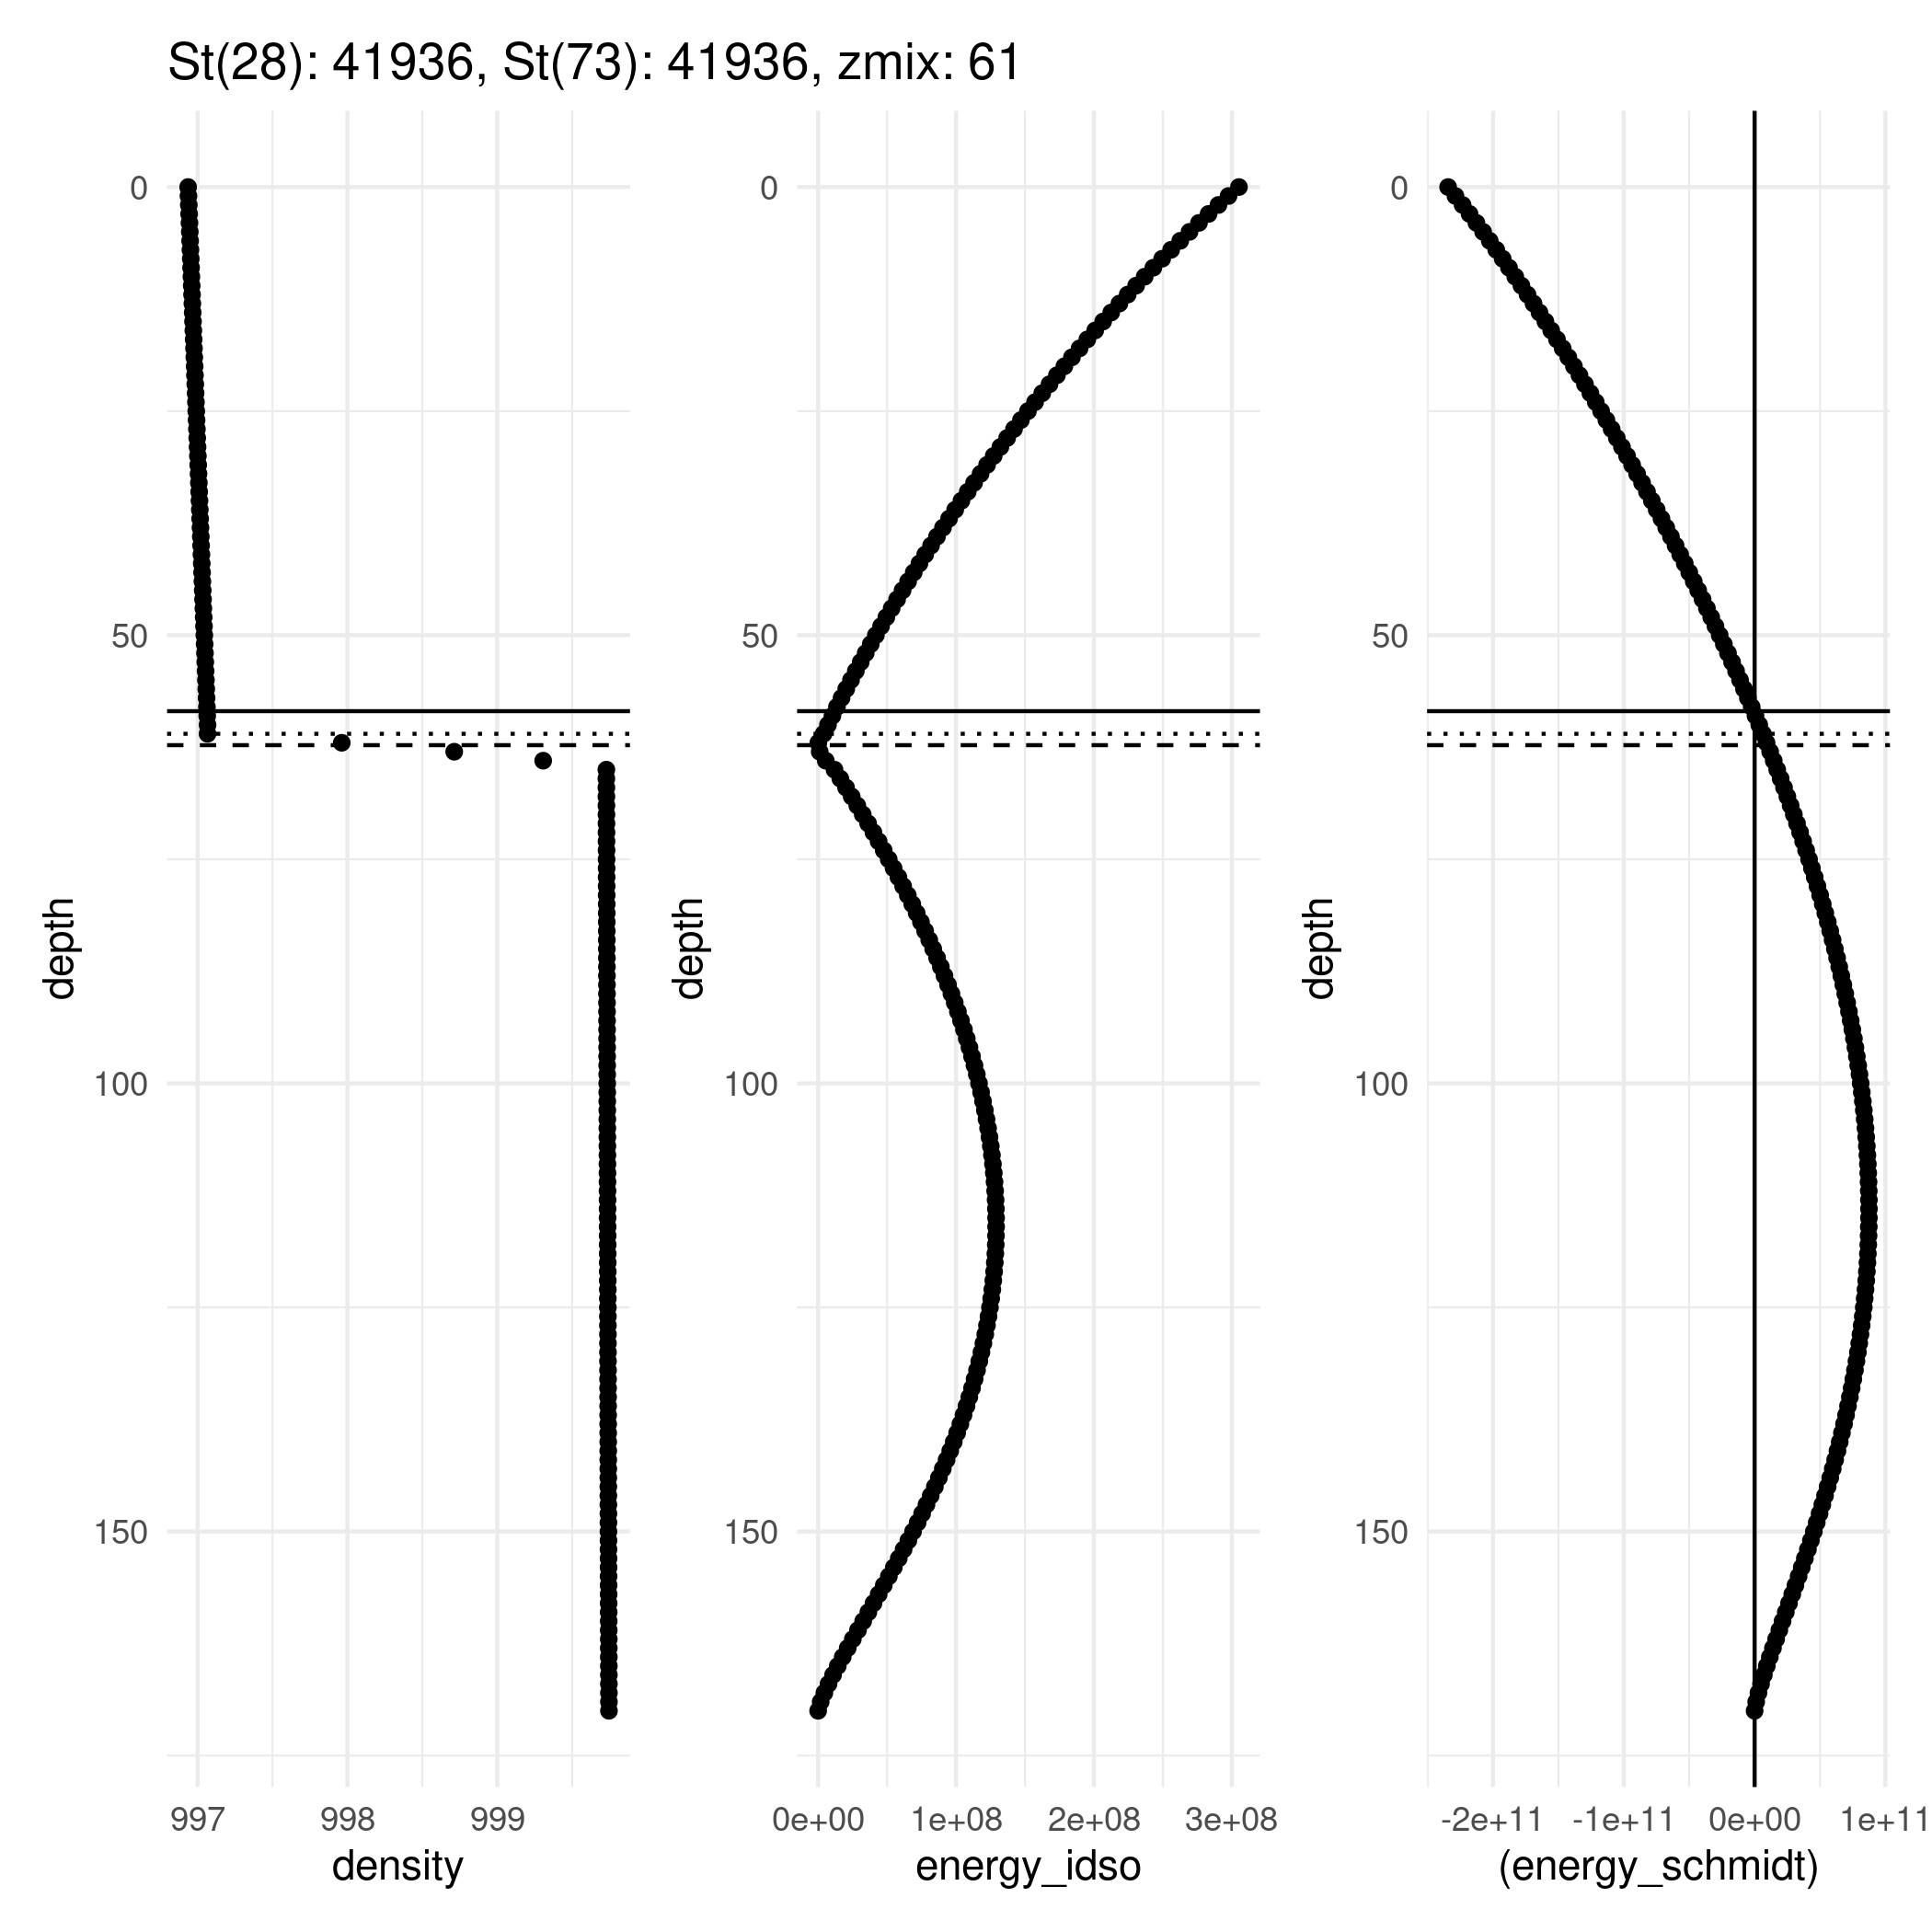 St(28): 41936, St(73): 41936, zmix: 61
0
50
100
150
depth
997 998 999
density
0
50
100
150
depth
0e+00 1e+08 2e+08 3e+08
energy_idso
0
50
100
150
depth
-2e+11 -1e+11 0e+00 1e+11
(energy_schmidt)